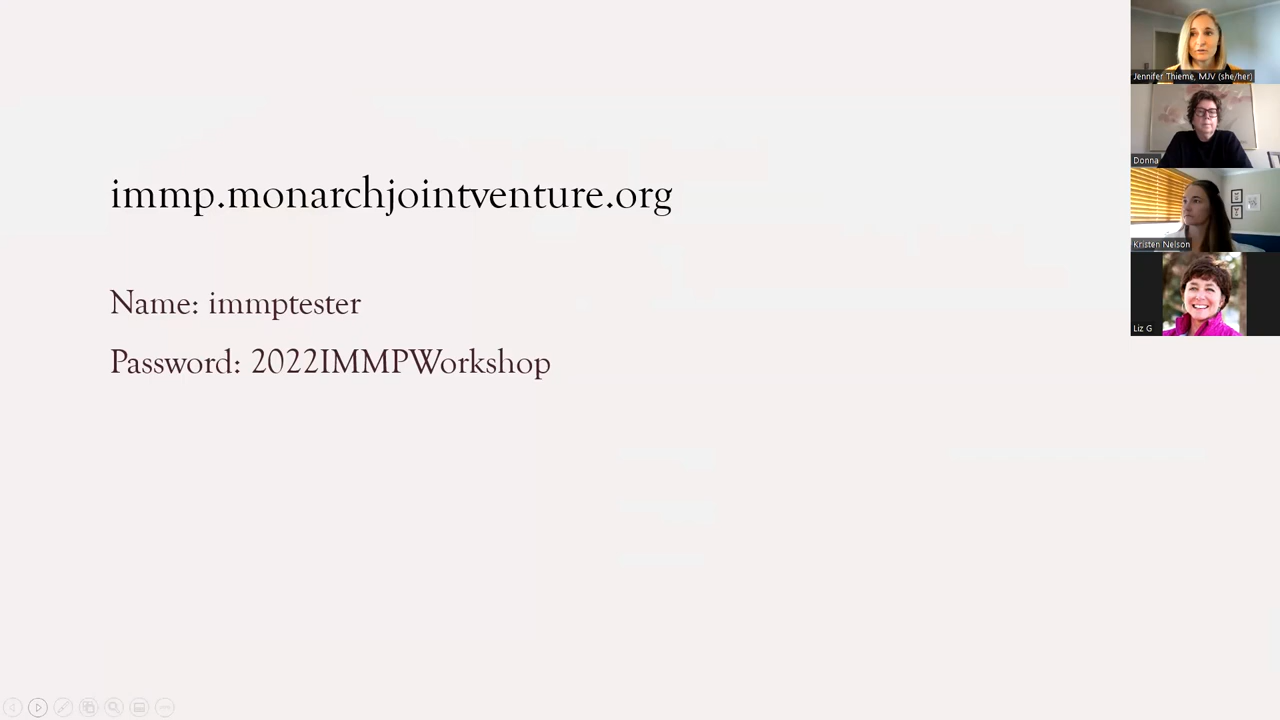 immp.monarchjointventure.org
Name: immptester
Password: 2022IMMPWorkshop
Jennifer Thieme, MJV (she/her)
Donna
Kristen Nelson
Liz G